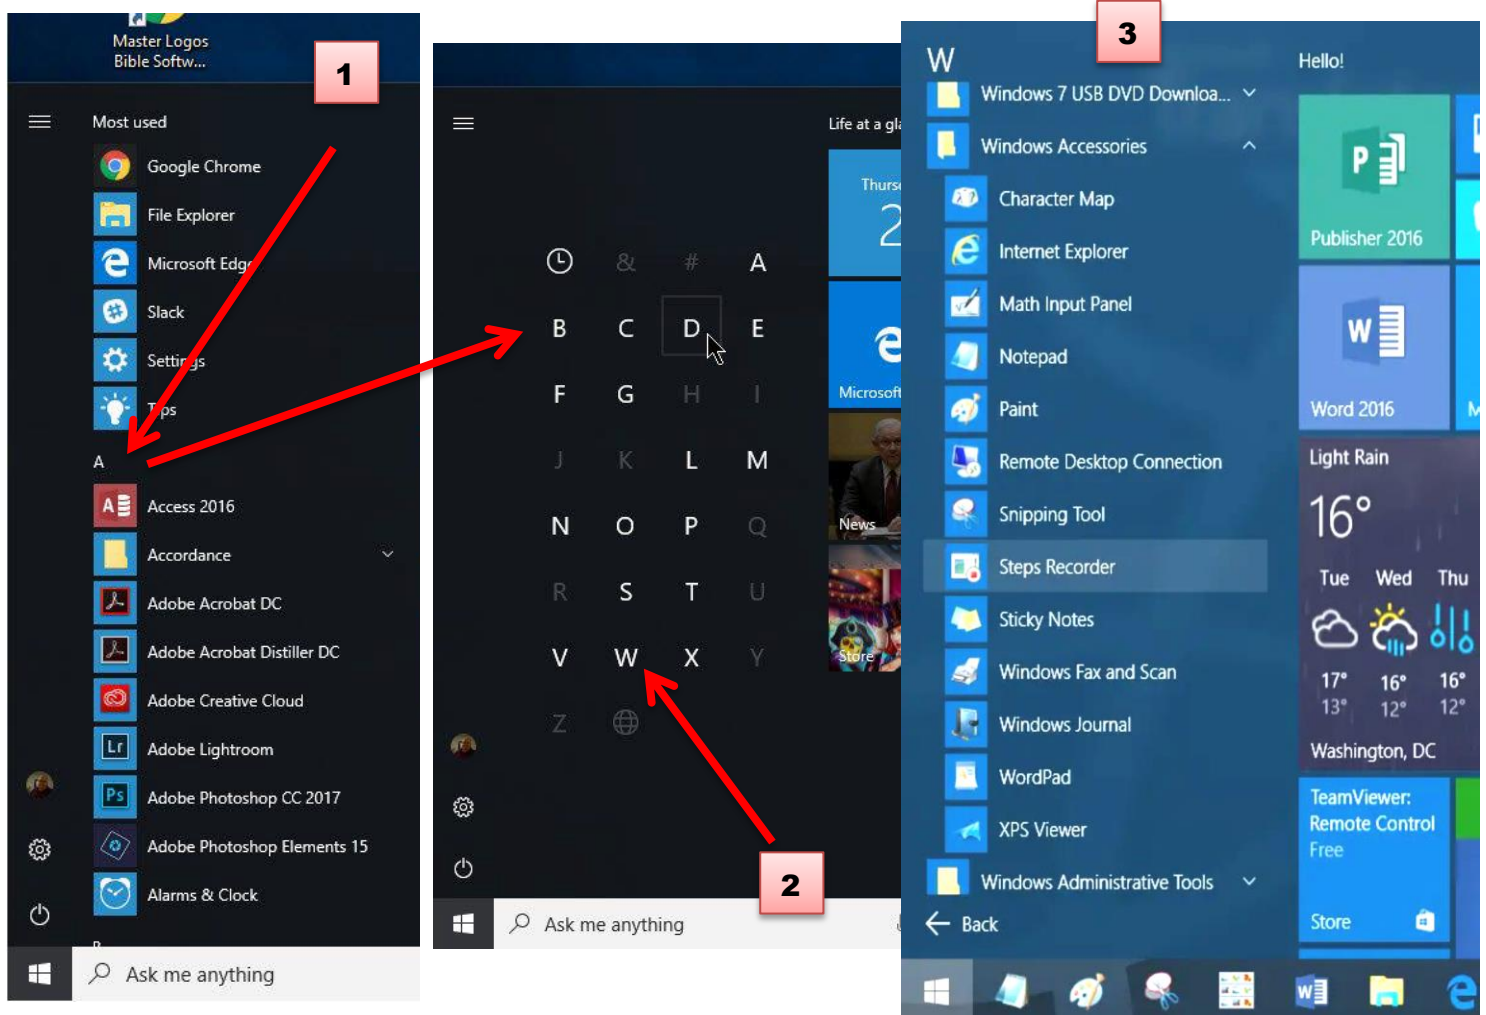 Master Logos
Bible Softw...
1
Most used
Google Chrome
File Explorer
Microsoft Edge
Slack
Settings
Tips
A
Access 2016
Accordance
Adobe Acrobat DC
Adobe Acrobat Distiller DC
Adobe Creative Cloud
Adobe Lightroom
Adobe Photoshop CC 2017
Adobe Photoshop Elements 15
Alarms & Clock
Ask me anything
Life at a gla
Thurs
2
& # A
B C D E
F G H I
J K L M
N O P Q
R S T U
V W X Y
Z
Microsoft
News
Store
2
Ask me anything
3
W
Windows 7 USB DVD Downloa...
Windows Accessories
Character Map
Internet Explorer
Math Input Panel
Notepad
Paint
Remote Desktop Connection
Snipping Tool
Steps Recorder
Sticky Notes
Windows Fax and Scan
Windows Journal
WordPad
XPS Viewer
Windows Administrative Tools
Back
Hello!
Publisher 2016
Word 2016
Light Rain
16°
Tue Wed Thu
17° 16° 16°
13° 12° 12°
Washington, DC
TeamViewer:
Remote Control
Free
Store